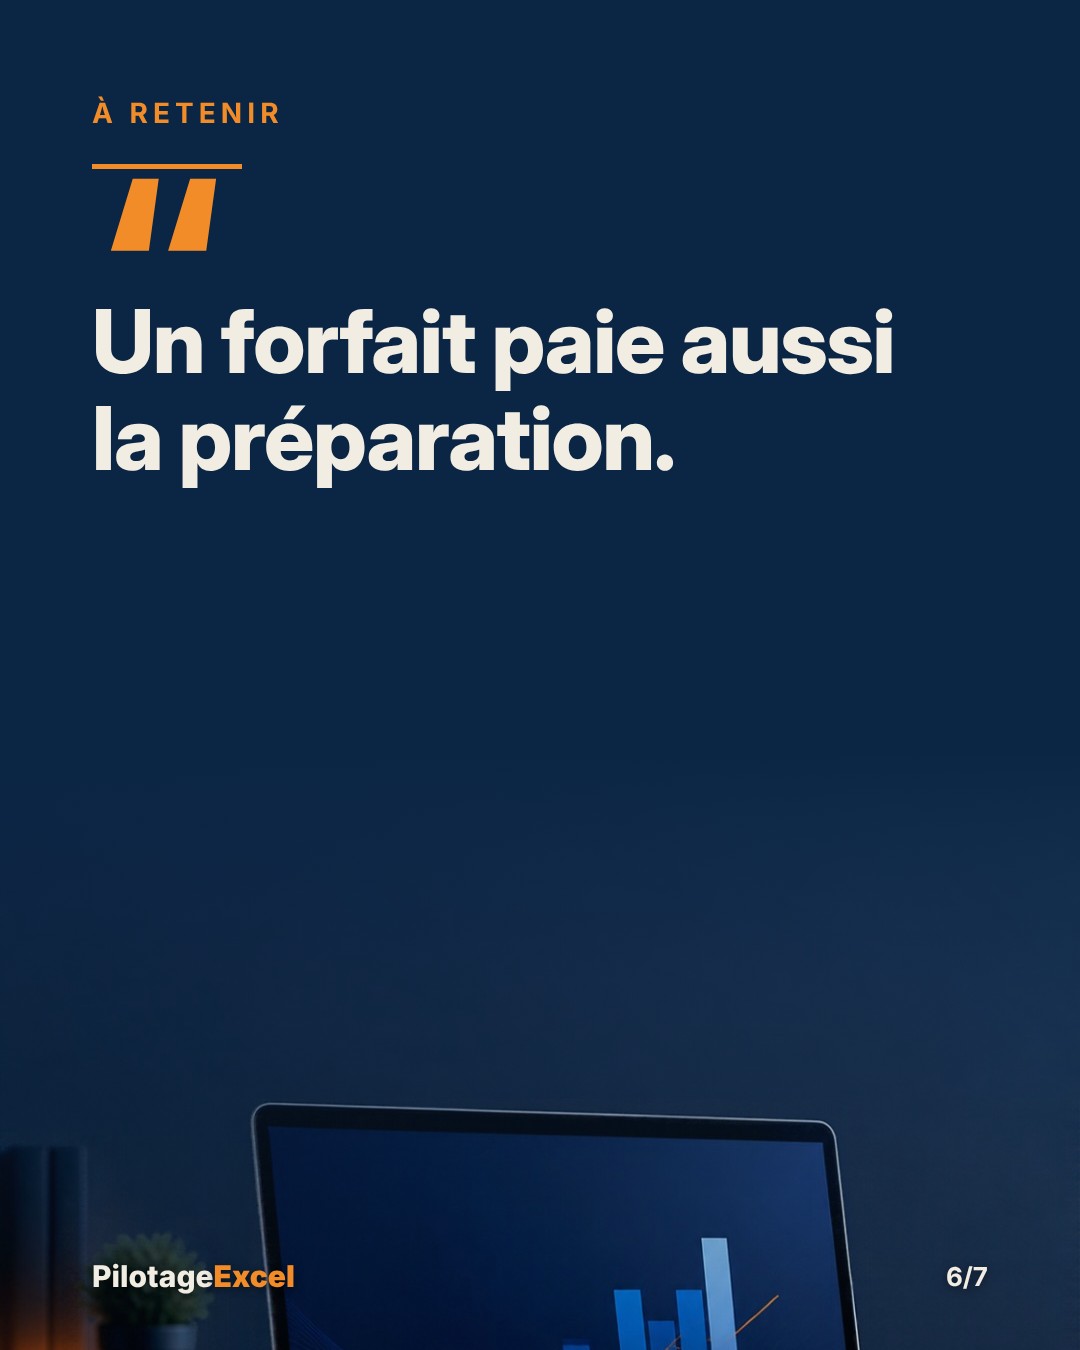 À RETENIR
"
Un forfait paie aussi
la préparation.
PilotageExcel
6/7